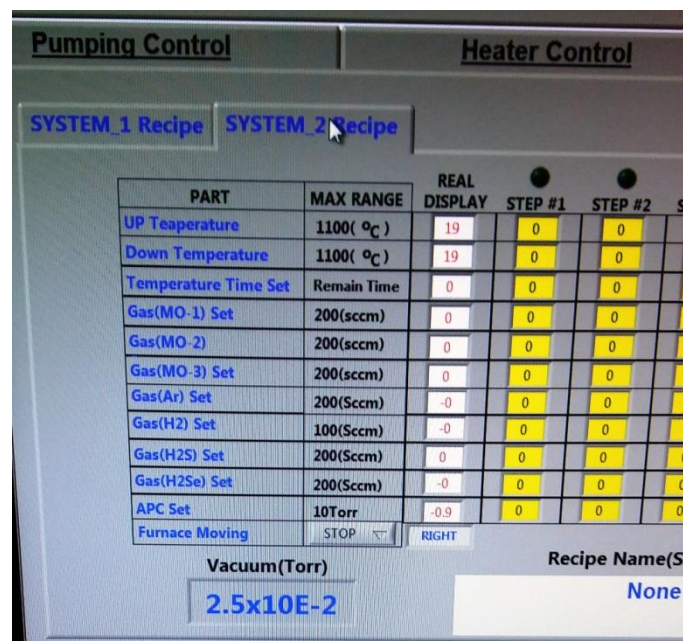 Pumping Control Heater Control
SYSTEM_1 Recipe SYSTEM_2 Recipe
PART MAX RANGE REAL DISPLAY STEP #1 STEP #2
UP Teaperature 1100( ºC ) 19 0 0
Down Temperature 1100( ºC ) 19 0 0
Temperature Time Set Remain Time 0 0 0
Gas(MO-1) Set 200(sccm) 0 0 0
Gas(MO-2) 200(sccm) 0 0 0
Gas(MO-3) Set 200(sccm) 0 0 0
Gas(Ar) Set 200(Sccm) -0 0 0
Gas(H2) Set 100(Sccm) -0 0 0
Gas(H2S) Set 200(Sccm) 0 0 0
Gas(H2Se) Set 200(Sccm) -0 0 0
APC Set 10Torr -0.9 0 0
Furnace Moving STOP RIGHT
Vacuum(Torr) Recipe Name(S
2.5x10E-2 None